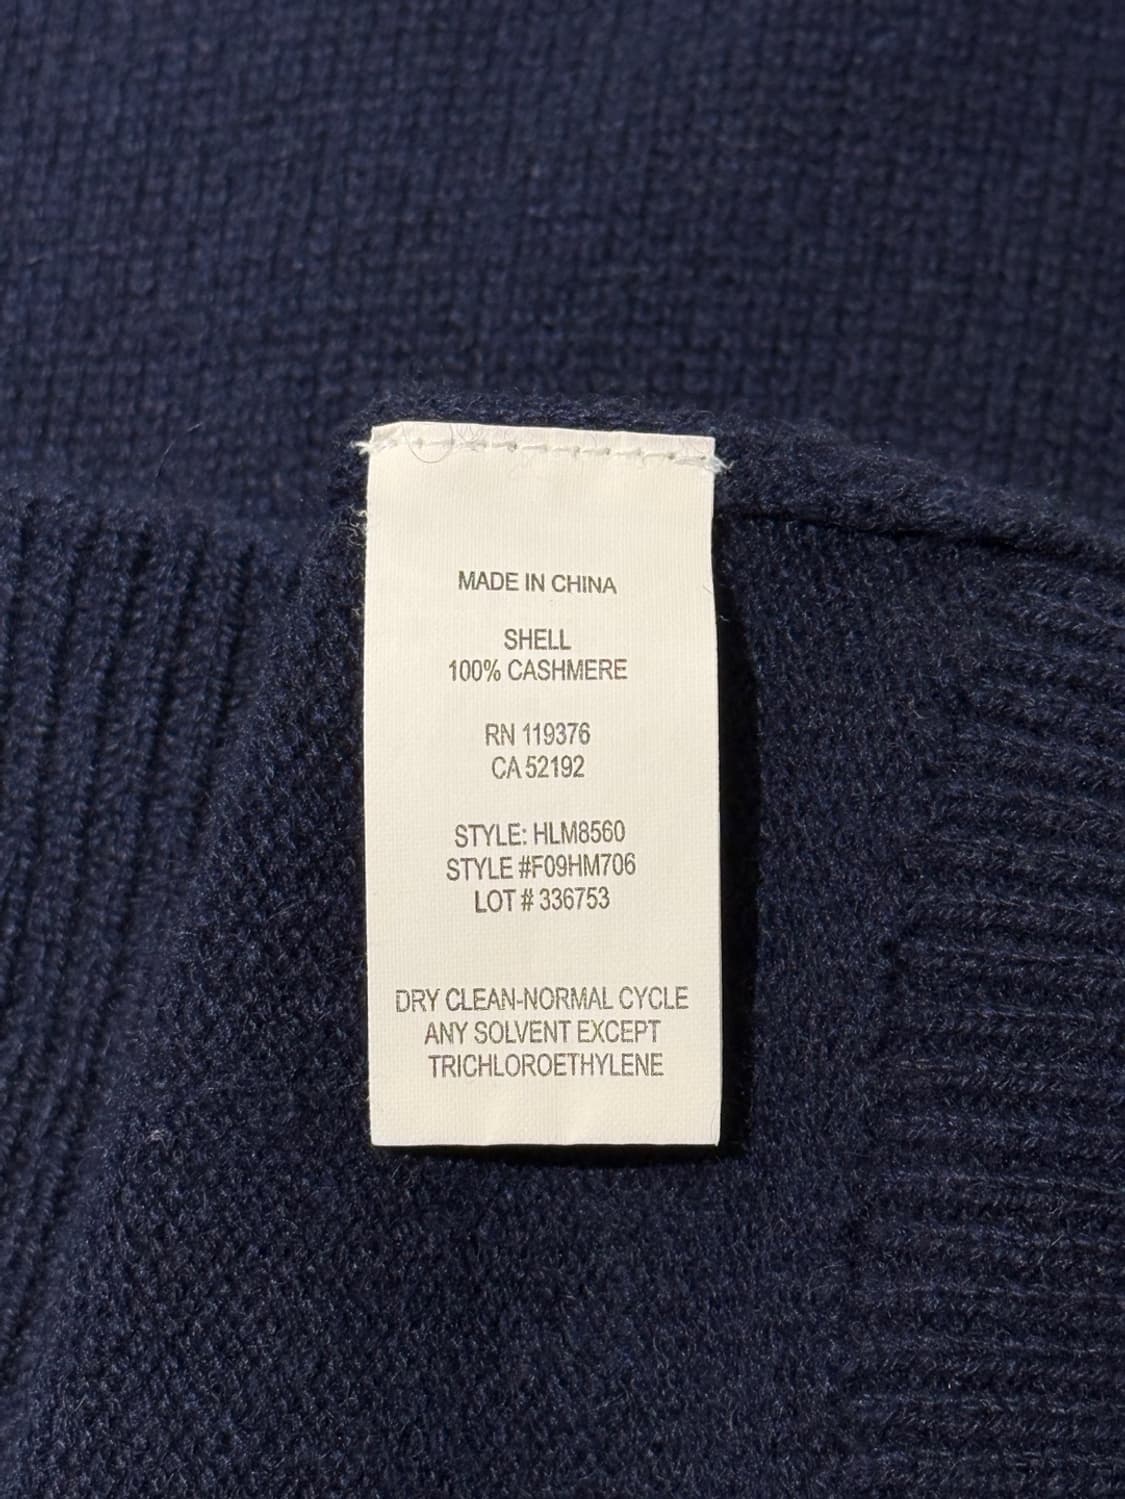 MADE IN CHINA
SHELL
100% CASHMERE
RN 119376
CA 52192
STYLE: HLM8560
STYLE #F09HM706
LOT # 336753
DRY CLEAN-NORMAL CYCLE
ANY SOLVENT EXCEPT
TRICHLOROETHYLENE